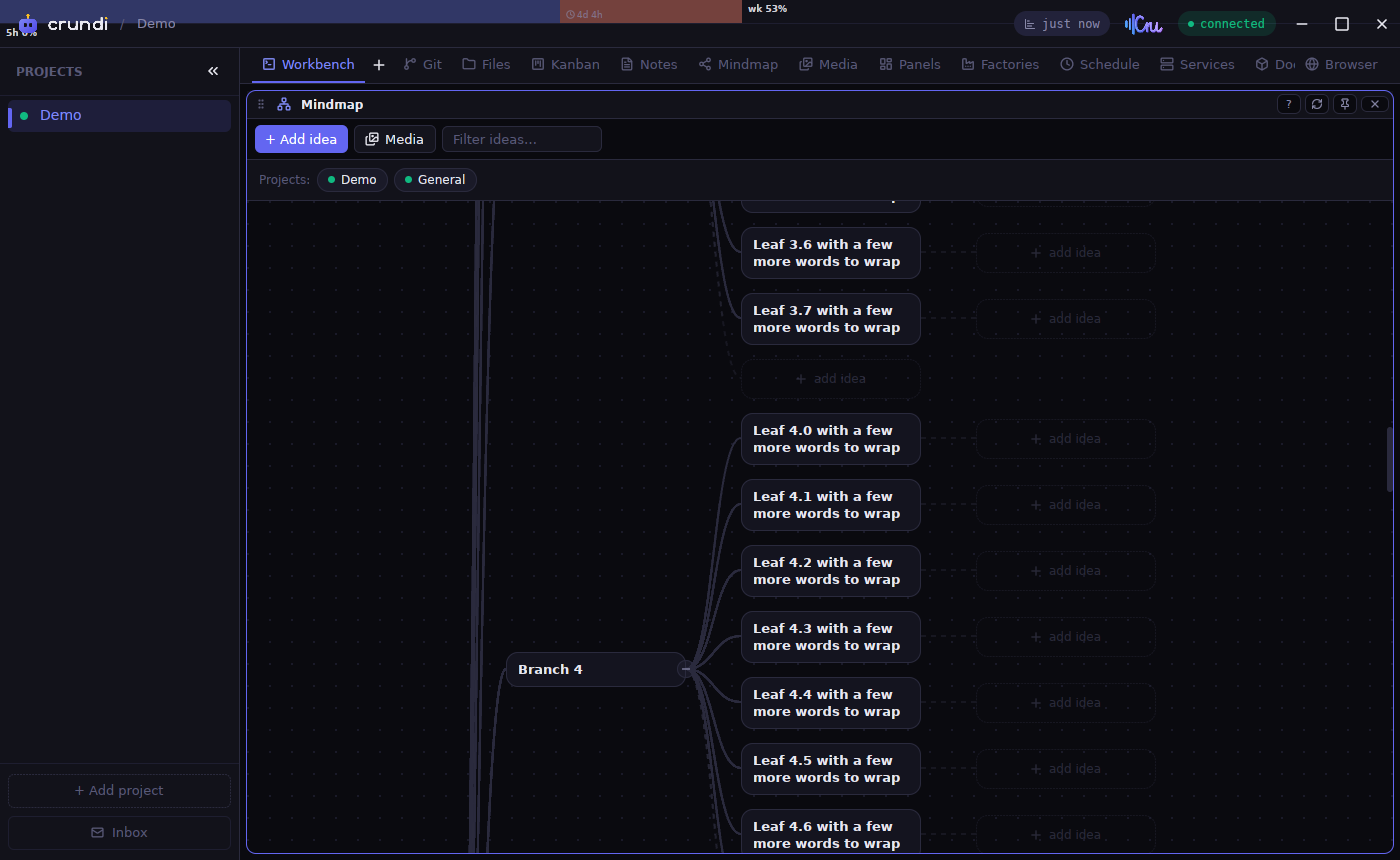 4d 4h
wk 53%
crundi / Demo
just now
connected
PROJECTS
Workbench
Git
Files
Kanban
Notes
Mindmap
Media
Panels
Factories
Schedule
Services
Doc
Browser
Demo
Mindmap
?
+ Add idea
Media
Filter ideas...
Projects:
Demo
General
Leaf 3.6 with a few
more words to wrap
+ add idea
Leaf 3.7 with a few
more words to wrap
+ add idea
+ add idea
Leaf 4.0 with a few
more words to wrap
+ add idea
Leaf 4.1 with a few
more words to wrap
+ add idea
Leaf 4.2 with a few
more words to wrap
+ add idea
Leaf 4.3 with a few
more words to wrap
+ add idea
Branch 4
Leaf 4.4 with a few
more words to wrap
+ add idea
Leaf 4.5 with a few
more words to wrap
+ add idea
Leaf 4.6 with a few
more words to wrap
+ add idea
+ Add project
Inbox